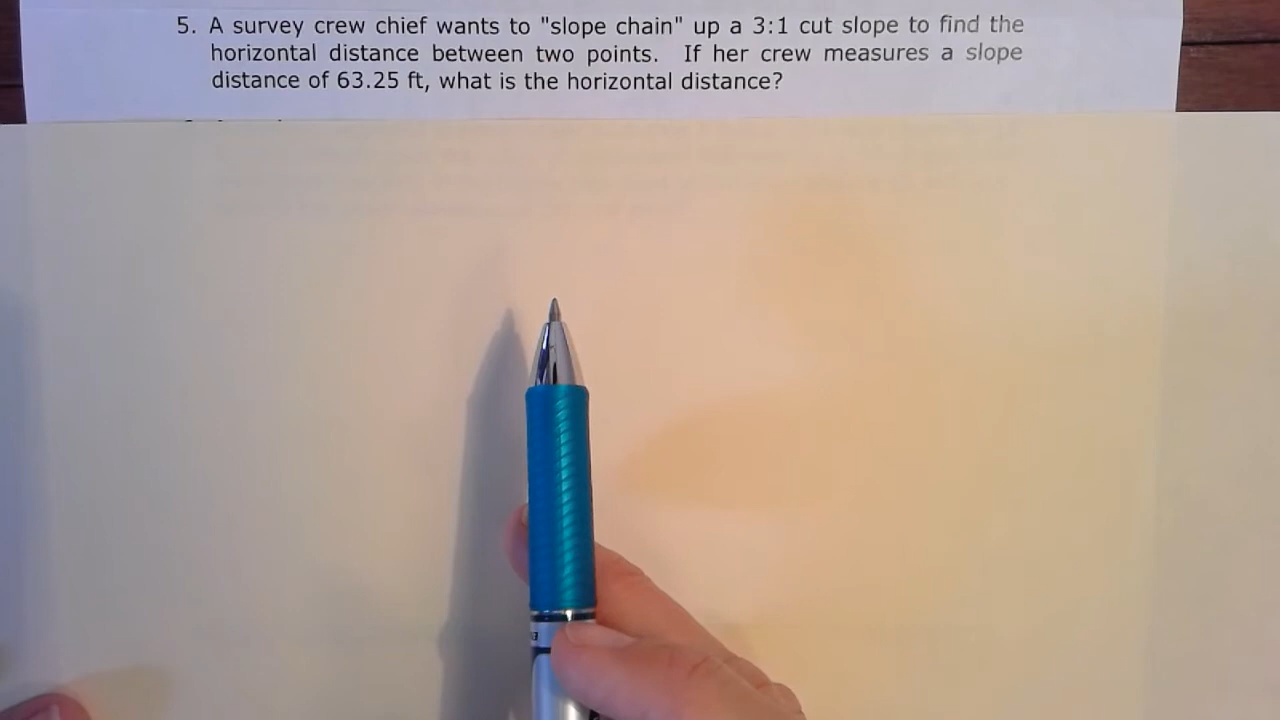 5. A survey crew chief wants to "slope chain" up a 3:1 cut slope to find the
horizontal distance between two points. If her crew measures a slope
distance of 63.25 ft, what is the horizontal distance?